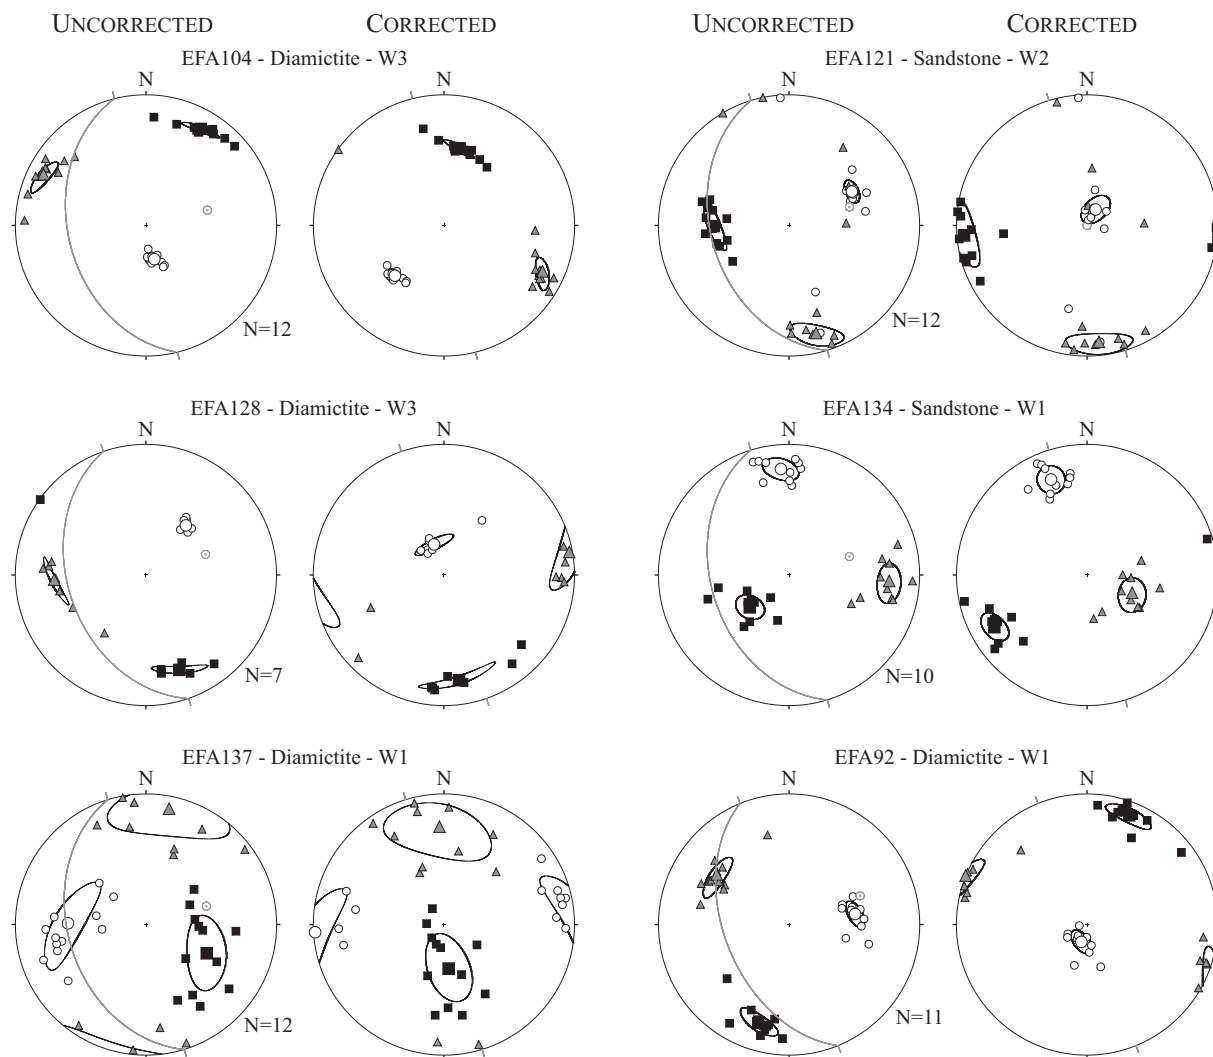 UNCORRECTED CORRECTED UNCORRECTED CORRECTED
EFA104 - Diamictite - W3 EFA121 - Sandstone - W2
N N N N
N=12 N=12
EFA128 - Diamictite - W3 EFA134 - Sandstone - W1
N N N N
N=7 N=10
EFA137 - Diamictite - W1 EFA92 - Diamictite - W1
N N N N
N=12 N=11